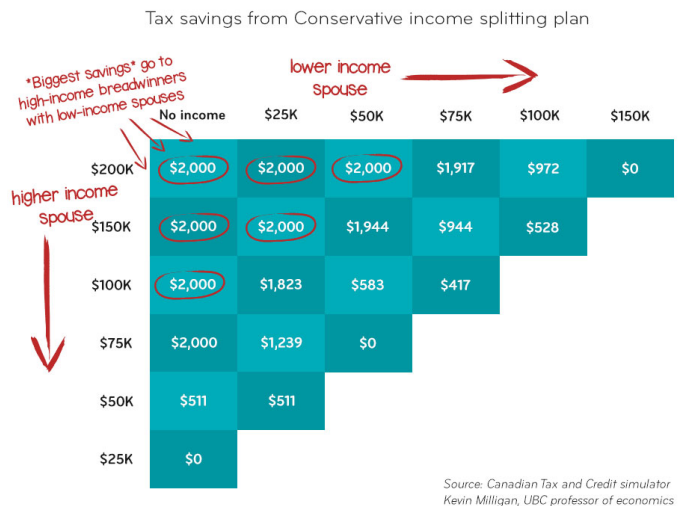 Tax savings from Conservative income splitting plan
*Biggest savings* go to
high-income breadwinners
with low-income spouses
lower income
spouse
No income $25K $50K $75K $100K $150K
$200K $2,000 $2,000 $2,000 $1,917 $972 $0
higher income
spouse
$150K $2,000 $2,000 $1,944 $944 $528
$100K $2,000 $1,823 $583 $417
$75K $2,000 $1,239 $0
$50K $511 $511
$25K $0
Source: Canadian Tax and Credit simulator
Kevin Milligan, UBC professor of economics